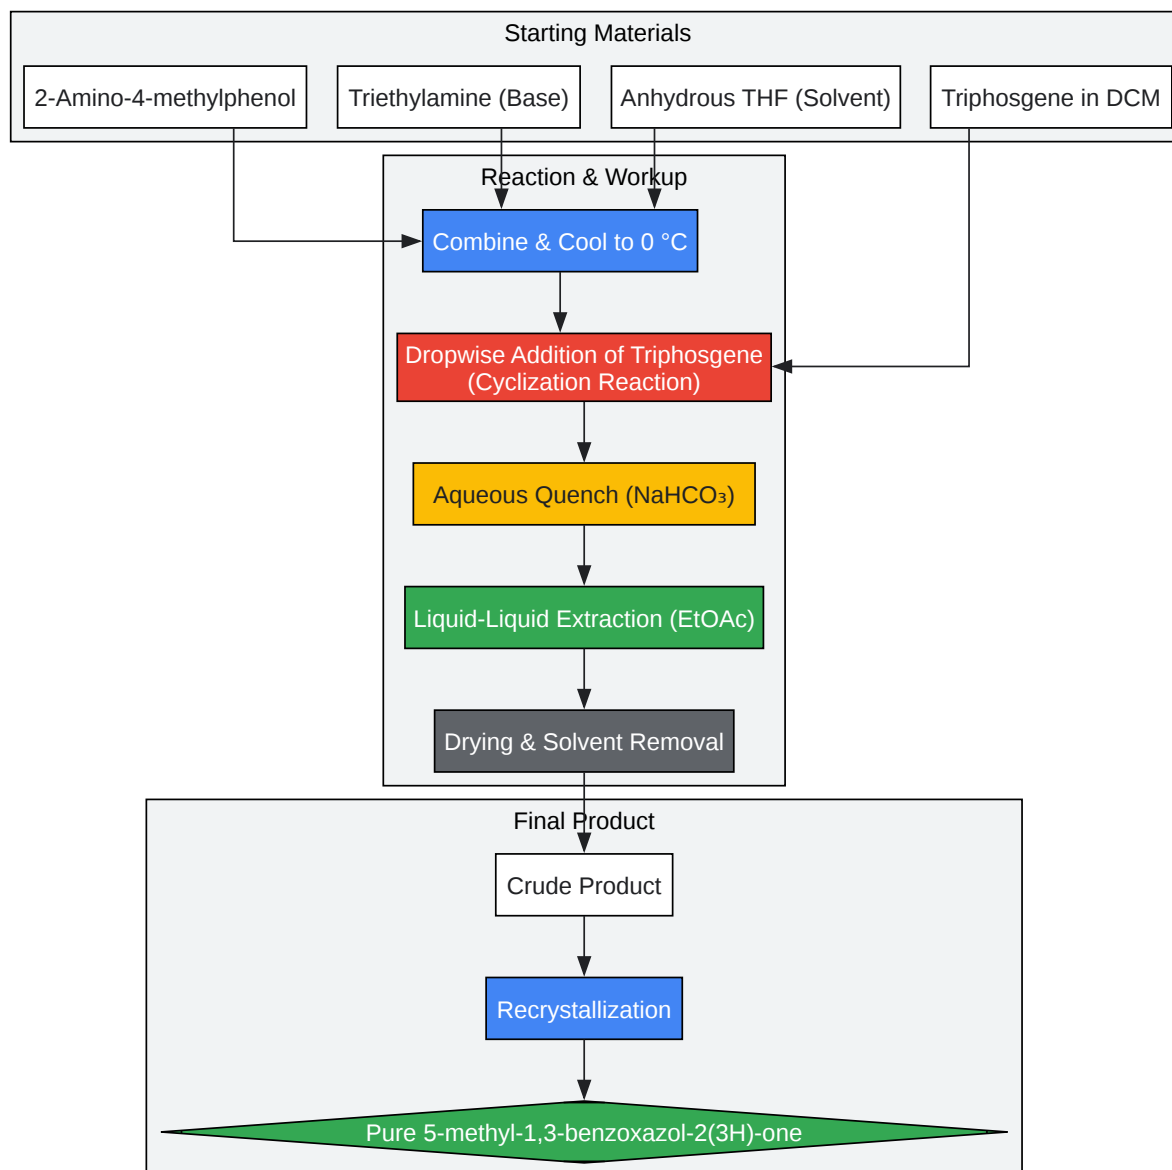 Starting Materials
2-Amino-4-methylphenol
Triethylamine (Base)
Anhydrous THF (Solvent)
Triphosgene in DCM
Reaction & Workup
Combine & Cool to 0 °C
Dropwise Addition of Triphosgene
(Cyclization Reaction)
Aqueous Quench (NaHCO₃)
Liquid-Liquid Extraction (EtOAc)
Drying & Solvent Removal
Final Product
Crude Product
Recrystallization
Pure 5-methyl-1,3-benzoxazol-2(3H)-one